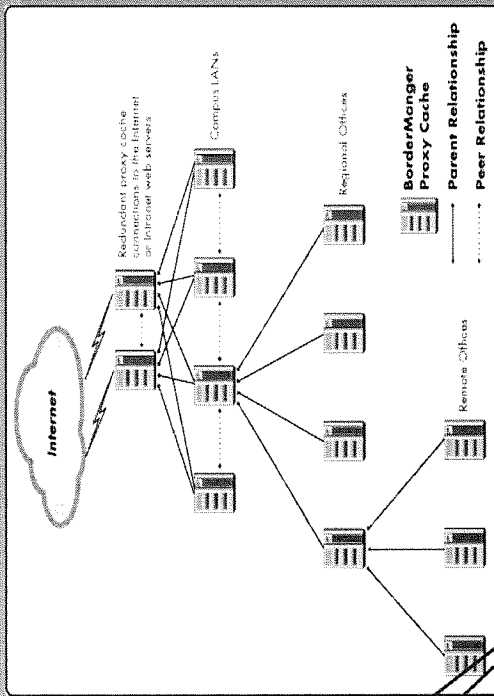 Internet
Redundant proxy cache
connections to the Internet
or Intranet web servers
Campus LANs
Regional Offices
Remote Offices
BorderManger
Proxy Cache
Parent Relationship
Peer Relationship